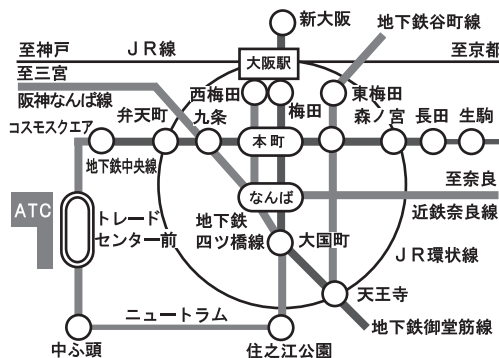 新大阪
地下鉄谷町線
至神戸
JR線
大阪駅
至京都
至三宮
阪神なんば線
西梅田
梅田
東梅田
コスモスクエア
弁天町
九条
本町
森ノ宮
長田
生駒
地下鉄中央線
なんば
至奈良
近鉄奈良線
ATC
トレード
センター前
地下鉄
四ツ橋線
大国町
JR環状線
天王寺
ニュートラム
地下鉄御堂筋線
中ふ頭
住之江公園